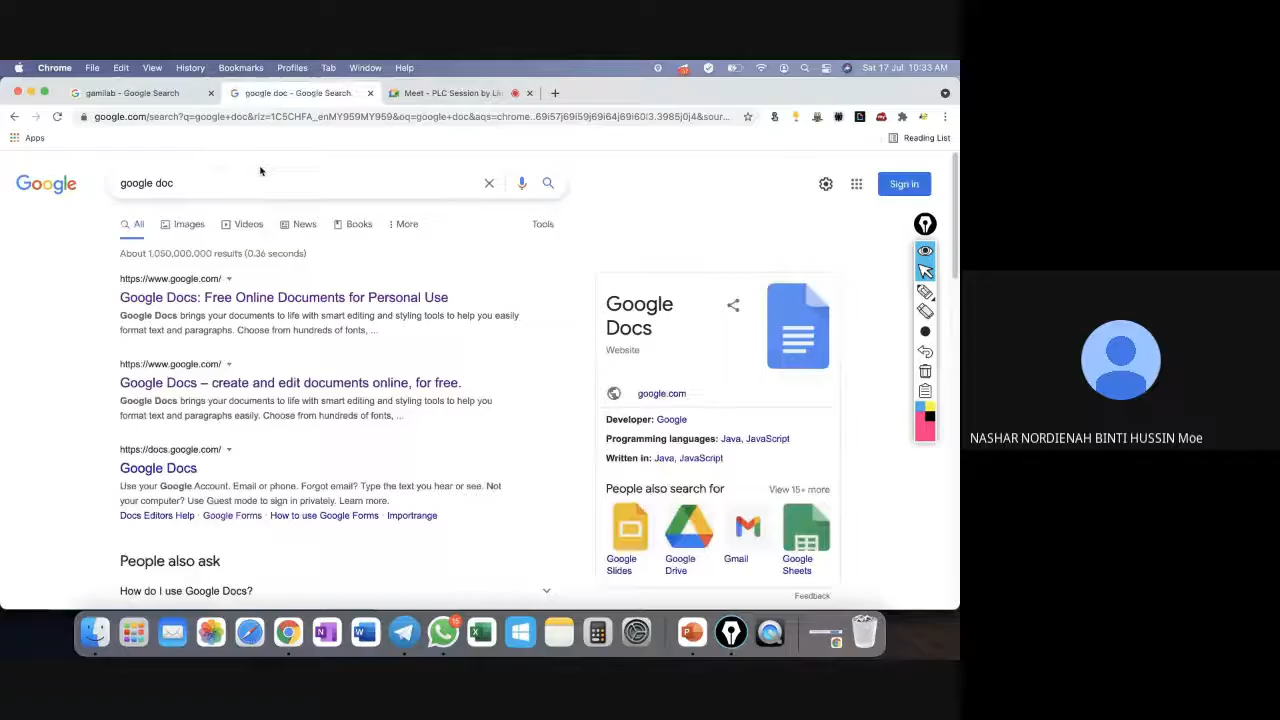 Chrome File Edit View History Bookmarks Profiles Tab Window Help Sat 17 Jul 10:33 AM
gamilab - Google Search google doc - Google Search Meet - PLC Session by Lin
google.com/search?q=google+doc&rlz=1C5CHFA_enMY959MY959&oq=google+doc&aqs=chrome..69i57j69i59j69i64j69i60l3.3985j0j4&sour...
Apps Reading List
Google google doc Sign in
All Images Videos News Books More Tools
About 1,050,000,000 results (0.36 seconds)
https://www.google.com/
Google Docs: Free Online Documents for Personal Use
Google Docs brings your documents to life with smart editing and styling tools to help you easily
format text and paragraphs. Choose from hundreds of fonts, ...
https://www.google.com/
Google Docs – create and edit documents online, for free.
Google Docs brings your documents to life with smart editing and styling tools to help you
format text and paragraphs easily. Choose from hundreds of fonts, ...
https://docs.google.com/
Google Docs
Use your Google Account. Email or phone. Forgot email? Type the text you hear or see. Not
your computer? Use Guest mode to sign in privately. Learn more.
Docs Editors Help · Google Forms · How to use Google Forms · Importrange
People also ask
How do I use Google Docs?
Google
Docs
Website
google.com
Developer: Google
Programming languages: Java, JavaScript
Written in: Java, JavaScript
People also search for View 15+ more
Google Slides
Google Drive
Gmail
Google Sheets
Feedback
15
NASHAR NORDIENAH BINTI HUSSIN Moe